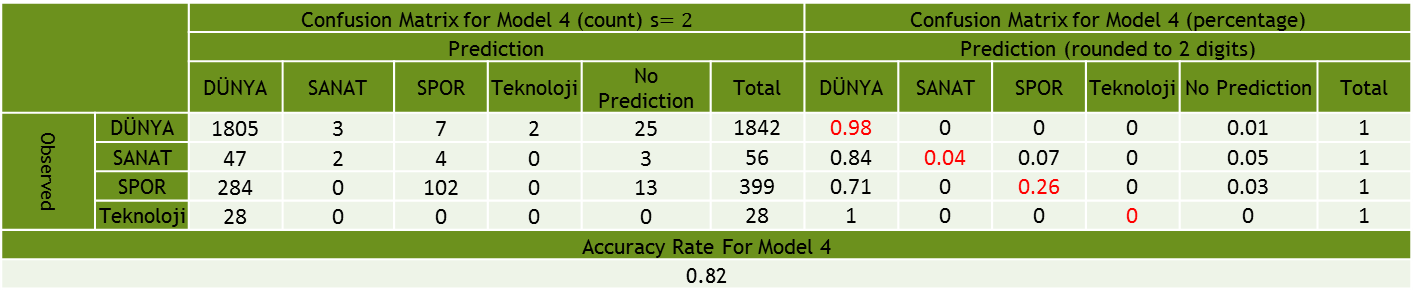 Confusion Matrix for Model 4 (count) s= 2 Confusion Matrix for Model 4 (percentage)
Prediction Prediction (rounded to 2 digits)
DÜNYA SANAT SPOR Teknoloji No Prediction Total DÜNYA SANAT SPOR Teknoloji No Prediction Total
Observed
DÜNYA 1805 3 7 2 25 1842 0.98 0 0 0 0.01 1
SANAT 47 2 4 0 3 56 0.84 0.04 0.07 0 0.05 1
SPOR 284 0 102 0 13 399 0.71 0 0.26 0 0.03 1
Teknoloji 28 0 0 0 0 28 1 0 0 0 0 1
Accuracy Rate For Model 4
0.82